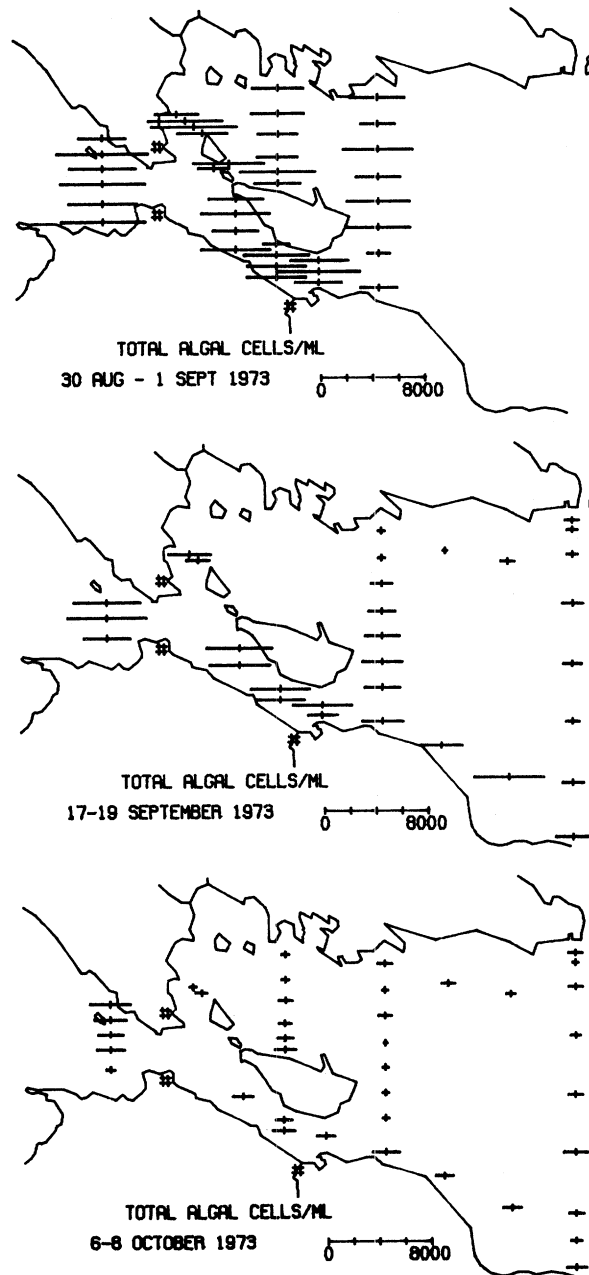 TOTAL ALGAL CELLS/ML
30 AUG - 1 SEPT 1973
0 8000
TOTAL ALGAL CELLS/ML
17-19 SEPTEMBER 1973
0 8000
TOTAL ALGAL CELLS/ML
6-8 OCTOBER 1973
0 8000